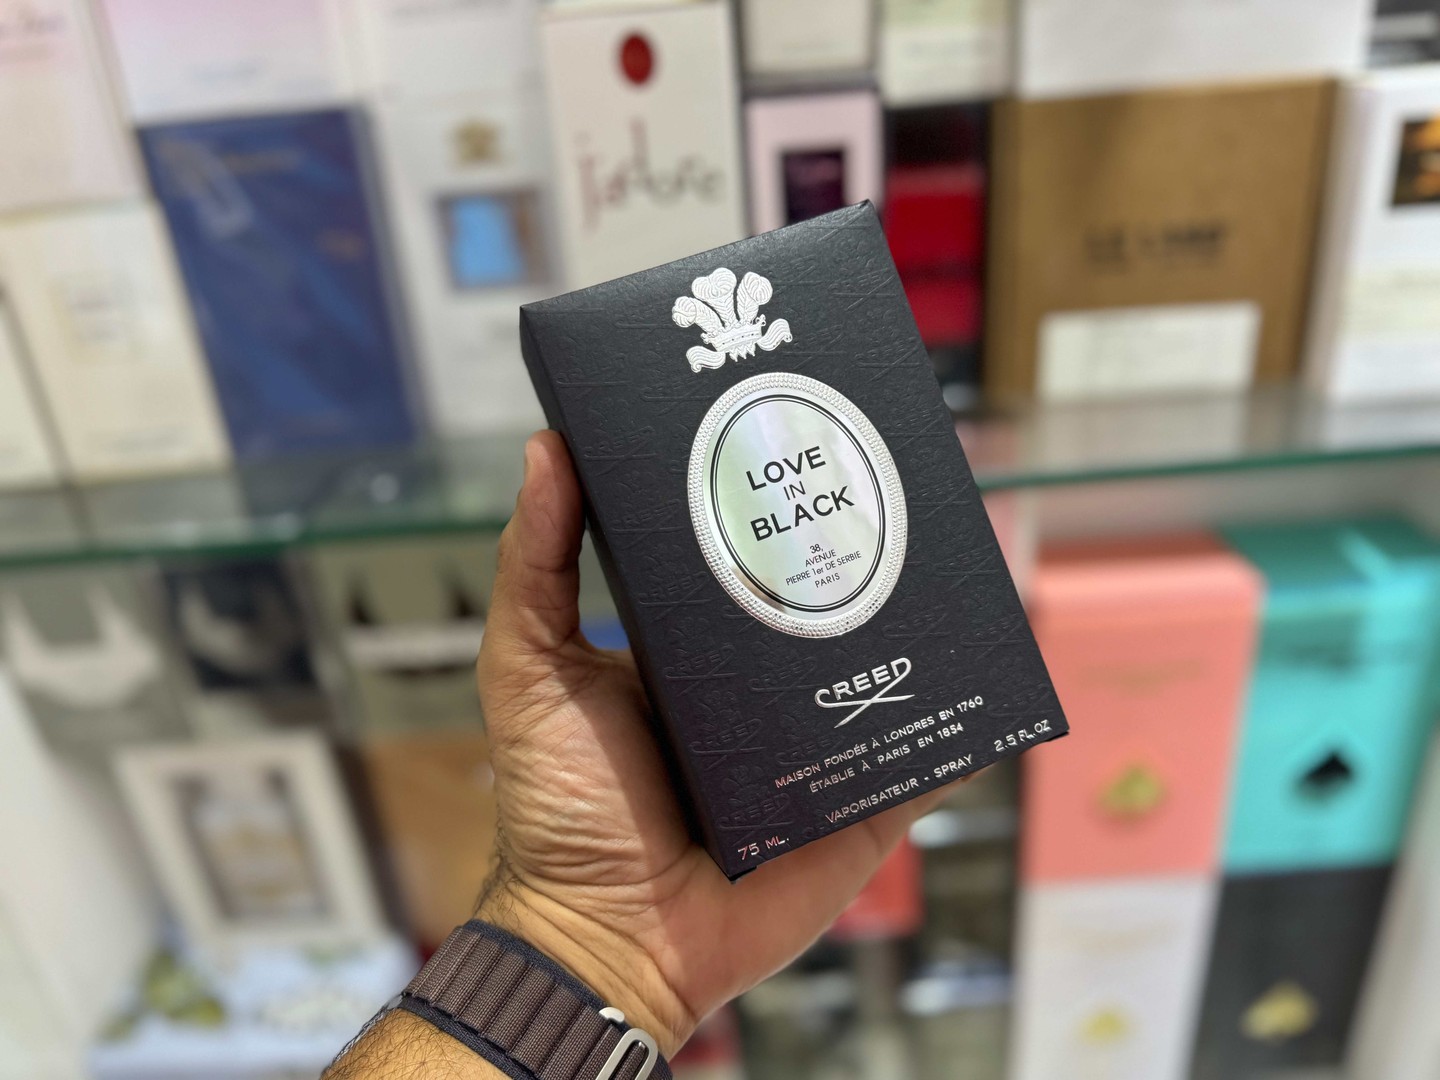 j'adore
LOVE
IN
BLACK
38,
AVENUE
PIERRE 1er DE SERBIE
PARIS
CREED
MAISON FONDÉE À LONDRES EN 1760
ÉTABLIE À PARIS EN 1854
75 ML. VAPORISATEUR - SPRAY 2.5 FL.OZ